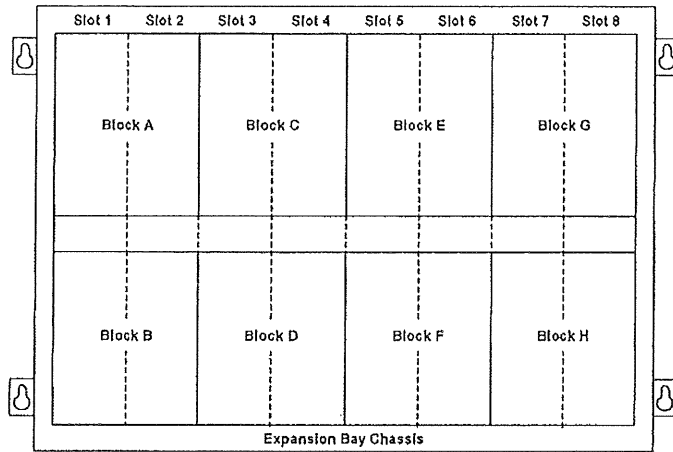 Slot 1 Slot 2 Slot 3 Slot 4 Slot 5 Slot 6 Slot 7 Slot 8
Block A Block C Block E Block G
Block B Block D Block F Block H
Expansion Bay Chassis